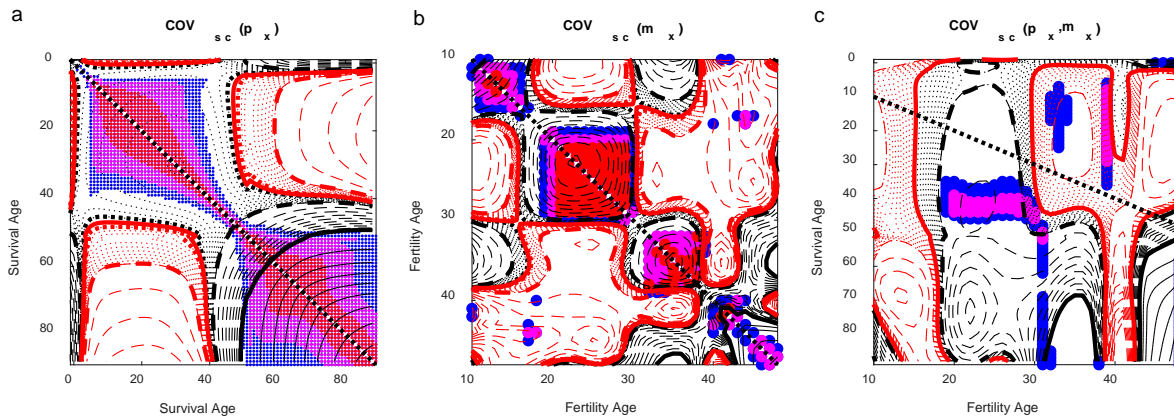 a
COV sc (p x)
0
20
40
60
80
Survival Age
0 20 40 60 80
Survival Age
b
COV sc (m x)
10
20
30
40
Fertility Age
10 20 30 40
Fertility Age
c
COV sc (p x, m x)
0
10
20
30
40
50
60
70
80
Survival Age
10 20 30 40
Fertility Age